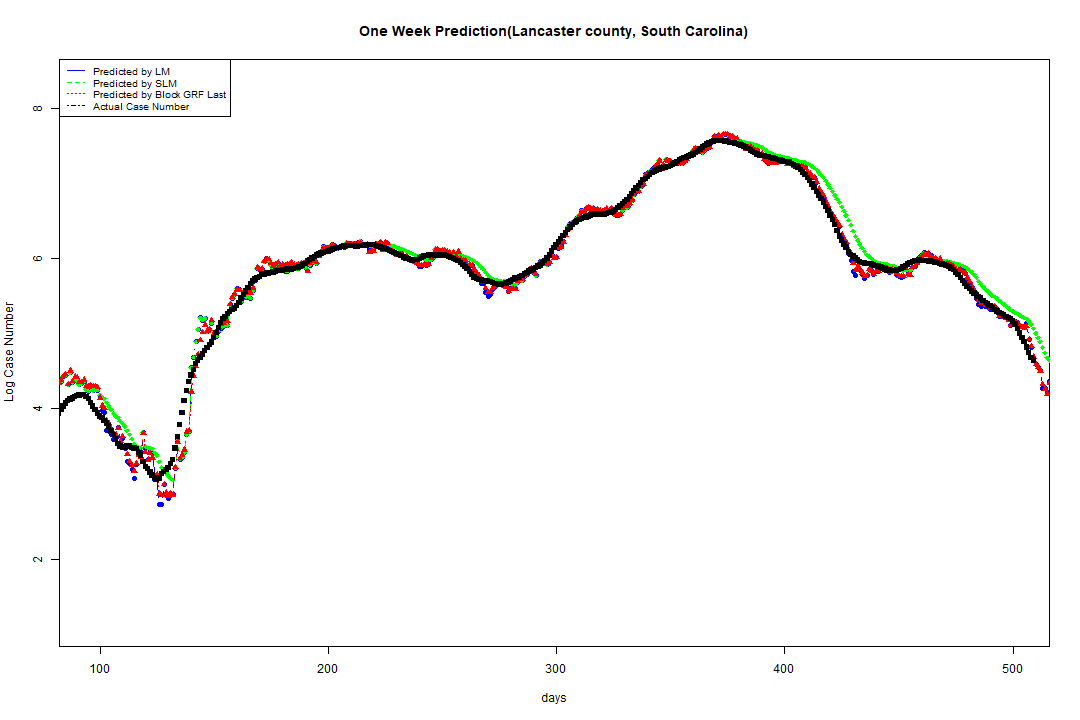 One Week Prediction(Lancaster county, South Carolina)
Predicted by LM
Predicted by SLM
Predicted by Block GRF Last
Actual Case Number
8
6
4
2
Log Case Number
100 200 300 400 500
days